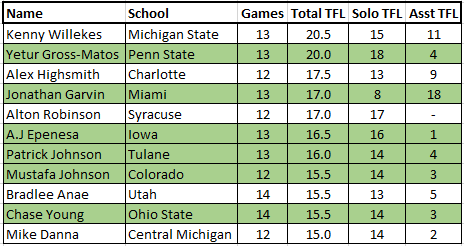 Name School Games Total TFL Solo TFL Asst TFL
Kenny Willekes Michigan State 13 20.5 15 11
Yetur Gross-Matos Penn State 13 20.0 18 4
Alex Highsmith Charlotte 12 17.5 13 9
Jonathan Garvin Miami 13 17.0 8 18
Alton Robinson Syracuse 12 17.0 17 -
A.J Epenesa Iowa 13 16.5 16 1
Patrick Johnson Tulane 13 16.0 14 4
Mustafa Johnson Colorado 12 15.5 14 3
Bradlee Anae Utah 14 15.5 13 5
Chase Young Ohio State 14 15.5 14 3
Mike Danna Central Michigan 12 15.0 14 2